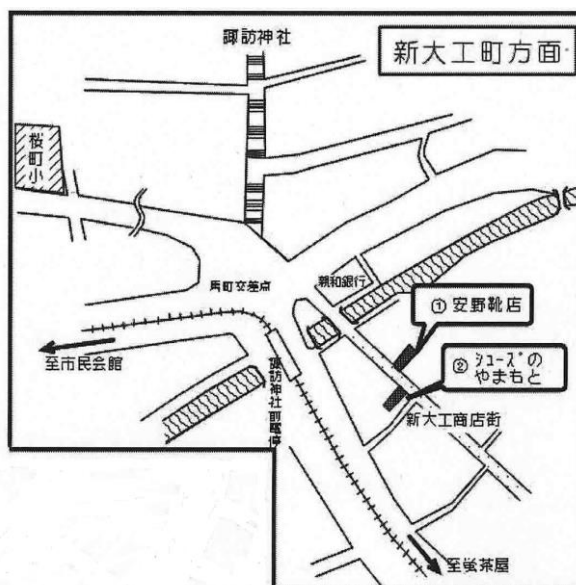 諏訪神社
新大工町方面
桜町小
馬町交差点
親和銀行
① 安野靴店
② シューズの
やまもと
至市民会館
諏訪神社前電停
新大工商店街
至蛍茶屋